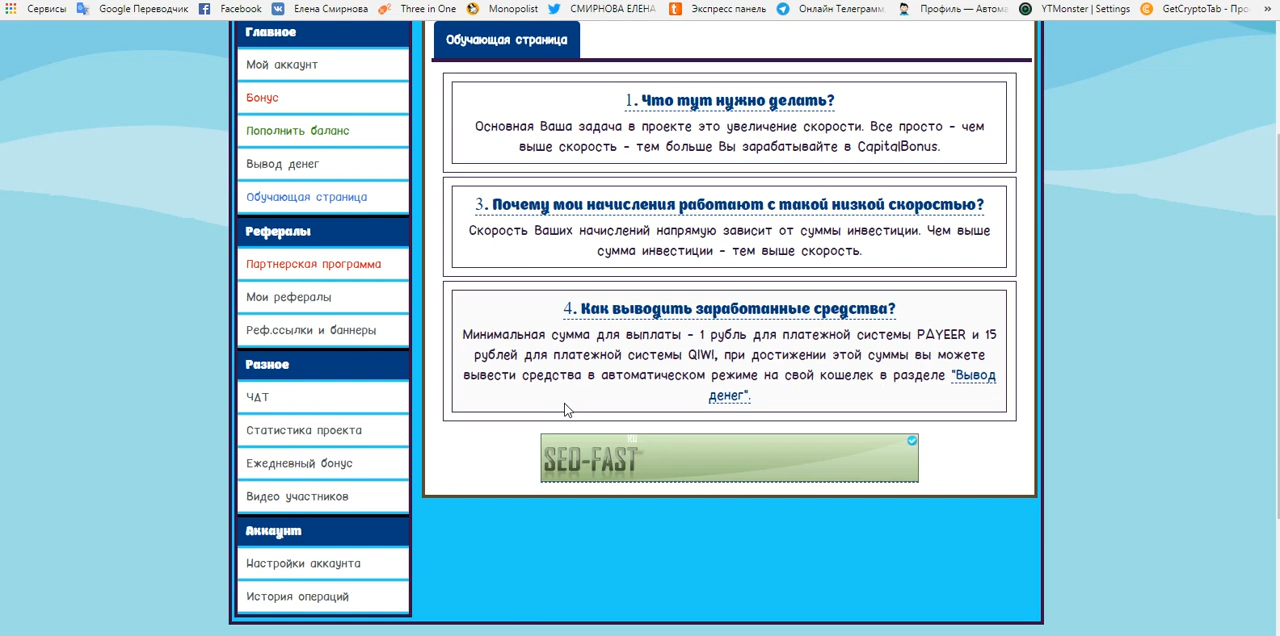 Сервисы Google Переводчик Facebook Елена Смирнова Three in One Monopolist СМИРНОВА ЕЛЕНА Экспресс панель Онлайн Телеграмм, Профиль — Автома YTMonster | Settings GetCryptoTab - »
Главное
Мой аккаунт
Бонус
Пополнить баланс
Вывод денег
Обучающая страница
Рефералы
Партнерская программа
Мои рефералы
Реф.ссылки и баннеры
Разное
ЧАТ
Статистика проекта
Ежедневный бонус
Видео участников
Аккаунт
Настройки аккаунта
История операций
Обучающая страница
1. Что тут нужно делать?
Основная Ваша задача в проекте это увеличение скорости. Все просто - чем
выше скорость - тем больше Вы зарабатывайте в CapitalBonus.
3. Почему мои начисления работают с такой низкой скоростью?
Скорость Ваших начислений напрямую зависит от суммы инвестиции. Чем выше
сумма инвестиции - тем выше скорость.
4. Как выводить заработанные средства?
Минимальная сумма для выплаты - 1 рубль для платежной системы PAYEER и 15
рублей для платежной системы QIWI, при достижении этой суммы вы можете
вывести средства в автоматическом режиме на свой кошелек в разделе "Вывод
денег".
SEO-FAST RU